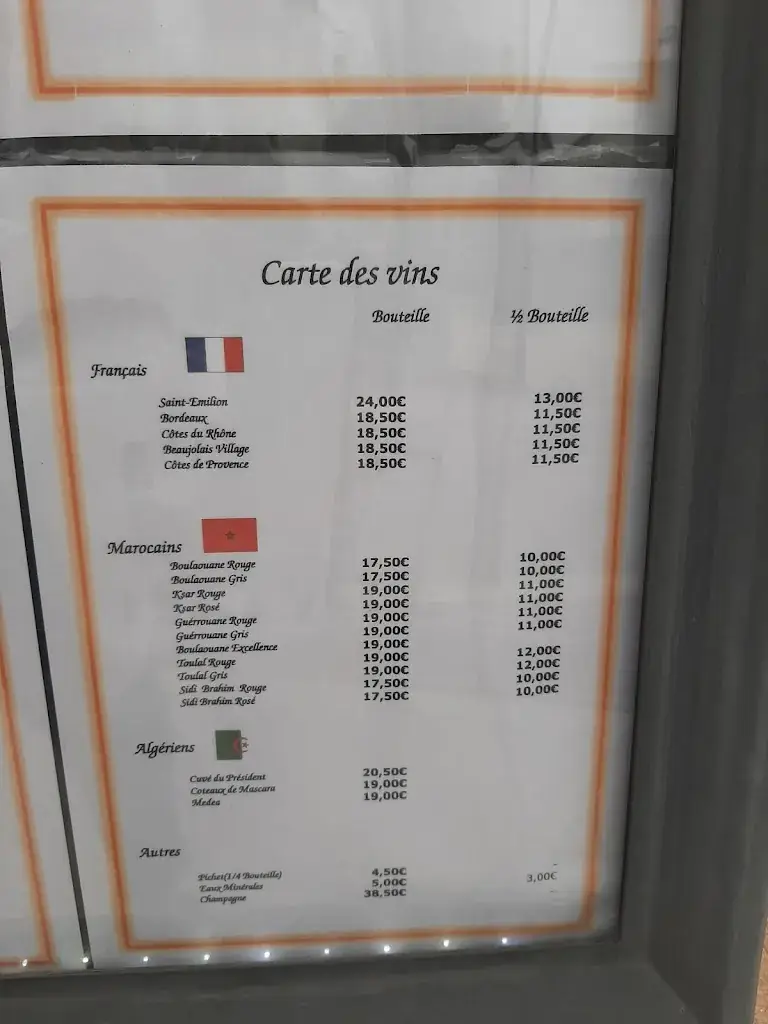 Carte des vins
Bouteille ½ Bouteille
Français
Saint-Emilion 24,00€ 13,00€
Bordeaux 18,50€ 11,50€
Côtes du Rhône 18,50€ 11,50€
Beaujolais Village 18,50€ 11,50€
Côtes de Provence 18,50€ 11,50€
Marocains
Boulaouane Rouge 17,50€ 10,00€
Boulaouane Gris 17,50€ 10,00€
Ksar Rouge 19,00€ 11,00€
Ksar Rosé 19,00€ 11,00€
Guérrouane Rouge 19,00€ 11,00€
Guérrouane Gris 19,00€ 11,00€
Boulaouane Excellence 19,00€
Toulal Rouge 19,00€ 12,00€
Toulal Gris 19,00€ 12,00€
Sidi Brahim Rouge 17,50€ 10,00€
Sidi Brahim Rosé 17,50€ 10,00€
Algériens
Cuvé du Président 20,50€
Coteaux de Mascara 19,00€
Medea 19,00€
Autres
Pichet(1/4 Bouteille) 4,50€ -
Eaux Minérales 5,00€ 3,00€
Champagne 38,50€ -